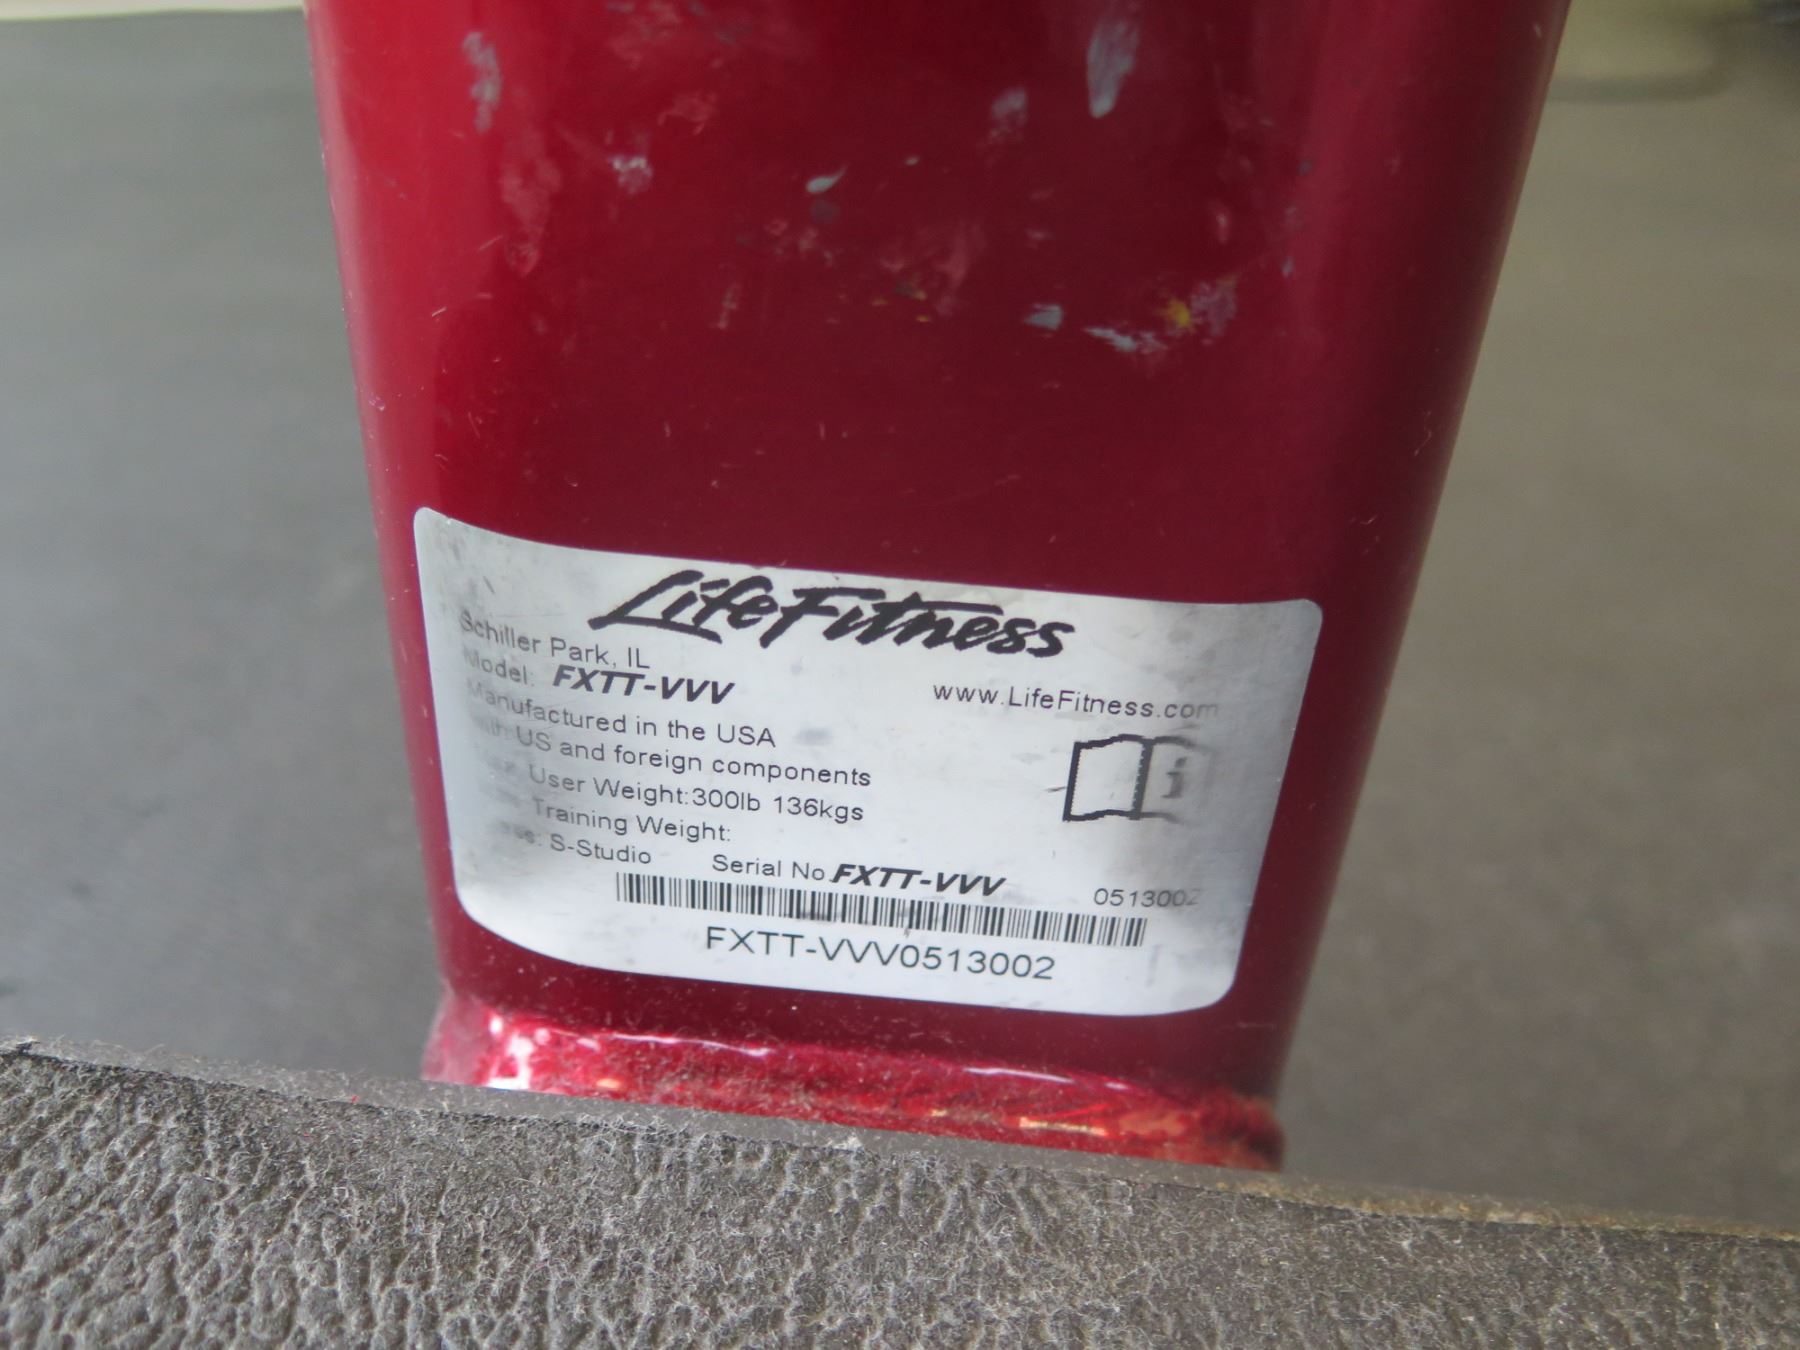 LifeFitness
Schiller Park, IL
Model: FXTT-VVV
www.LifeFitness.com
Manufactured in the USA
with US and foreign components
User Weight:300lb 136kgs
Training Weight:
S-Studio
Serial No. FXTT-VVV 0513002
FXTT-VVV0513002